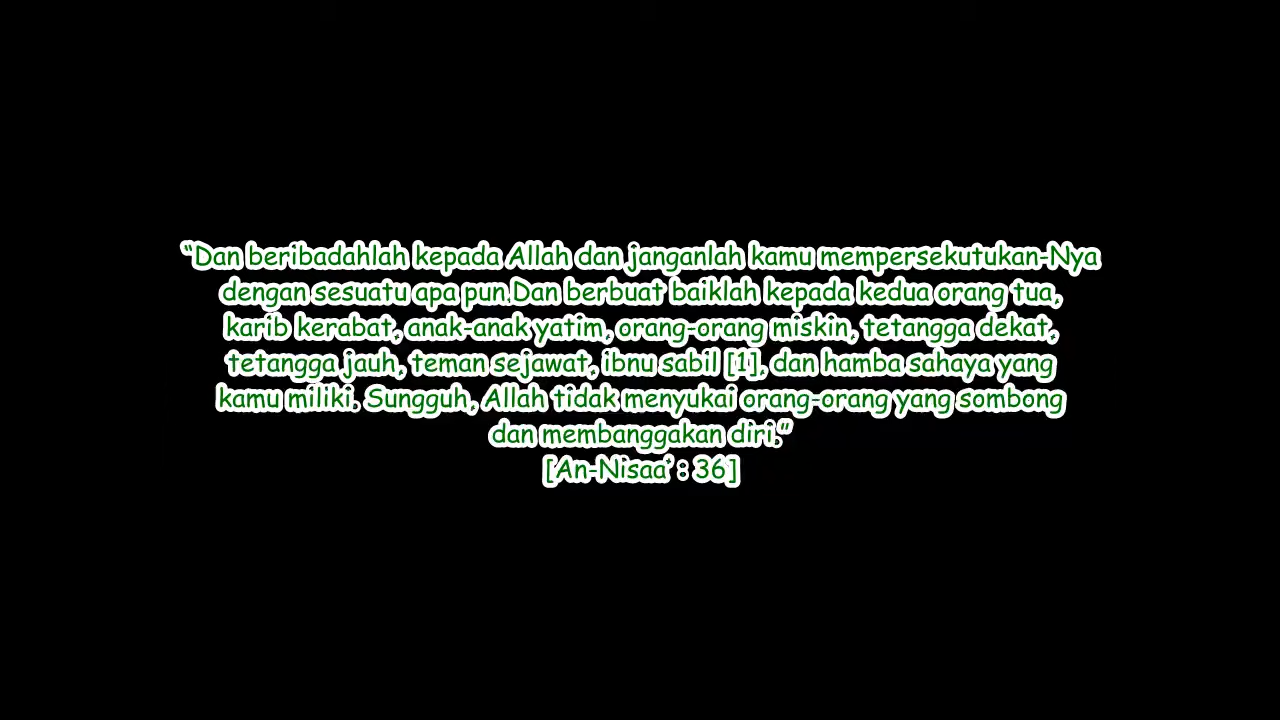 “Dan beribadahlah kepada Allah dan janganlah kamu mempersekutukan-Nya
dengan sesuatu apa pun.Dan berbuat baiklah kepada kedua orang tua,
karib kerabat, anak-anak yatim, orang-orang miskin, tetangga dekat,
tetangga jauh, teman sejawat, ibnu sabil [1], dan hamba sahaya yang
kamu miliki. Sungguh, Allah tidak menyukai orang-orang yang sombong
dan membanggakan diri.”
[An-Nisaa’ : 36]